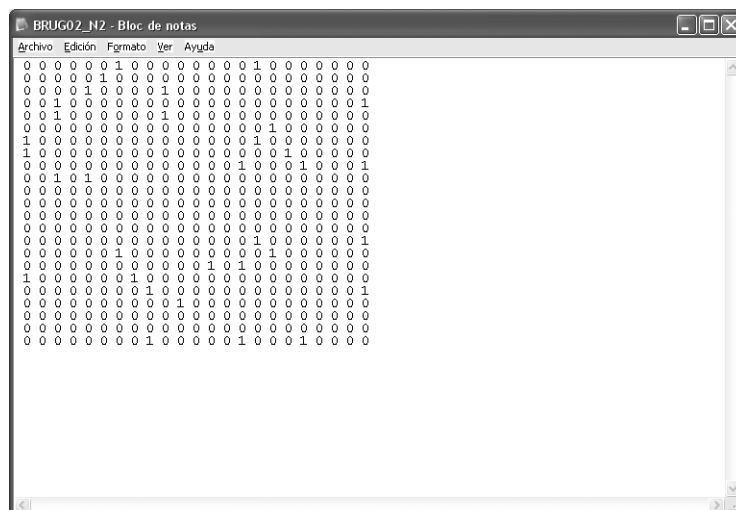 BRUG02_N2 - Bloc de notas
Archivo Edición Formato Ver Ayuda
0 0 0 0 0 0 1 0 0 0 0 0 0 0 0 1 0 0 0 0 0 0 0
0 0 0 0 0 1 0 0 0 0 0 0 0 0 0 0 0 0 0 0 0 0 0
0 0 0 0 1 0 0 0 0 1 0 0 0 0 0 0 0 0 0 0 0 0 0
0 0 1 0 0 0 0 0 0 0 0 0 0 0 0 0 0 0 0 0 0 0 1
0 0 1 0 0 0 0 0 0 1 0 0 0 0 0 0 0 0 0 0 0 0 0
0 0 0 0 0 0 0 0 0 0 0 0 0 0 0 0 1 0 0 0 0 0 0
1 0 0 0 0 0 0 0 0 0 0 0 0 0 0 1 0 0 0 0 0 0 0
1 0 0 0 0 0 0 0 0 0 0 0 0 0 0 0 0 1 0 0 0 0 0
0 0 0 0 0 0 0 0 0 0 0 0 0 0 1 0 0 0 1 0 0 0 1
0 0 1 0 1 0 0 0 0 0 0 0 0 0 0 0 0 0 0 0 0 0 0
0 0 0 0 0 0 0 0 0 0 0 0 0 0 0 0 0 0 0 0 0 0 0
0 0 0 0 0 0 0 0 0 0 0 0 0 0 0 0 0 0 0 0 0 0 0
0 0 0 0 0 0 0 0 0 0 0 0 0 0 0 0 0 0 0 0 0 0 0
0 0 0 0 0 0 0 0 0 0 0 0 0 0 0 0 0 0 0 0 0 0 0
0 0 0 0 0 0 0 0 0 0 0 0 0 0 0 1 0 0 0 0 0 0 1
0 0 0 0 0 0 1 0 0 0 0 0 0 0 0 0 1 0 0 0 0 0 0
0 0 0 0 0 0 0 0 0 0 0 0 1 0 1 0 0 0 0 0 0 0 0
1 0 0 0 0 0 0 1 0 0 0 0 0 0 0 0 0 0 0 0 0 0 0
0 0 0 0 0 0 0 0 1 0 0 0 0 0 0 0 0 0 0 0 0 0 1
0 0 0 0 0 0 0 0 0 0 1 0 0 0 0 0 0 0 0 0 0 0 0
0 0 0 0 0 0 0 0 0 0 0 0 0 0 0 0 0 0 0 0 0 0 0
0 0 0 0 0 0 0 0 0 0 0 0 0 0 0 0 0 0 0 0 0 0 0
0 0 0 0 0 0 0 0 1 0 0 0 0 0 1 0 0 0 1 0 0 0 0